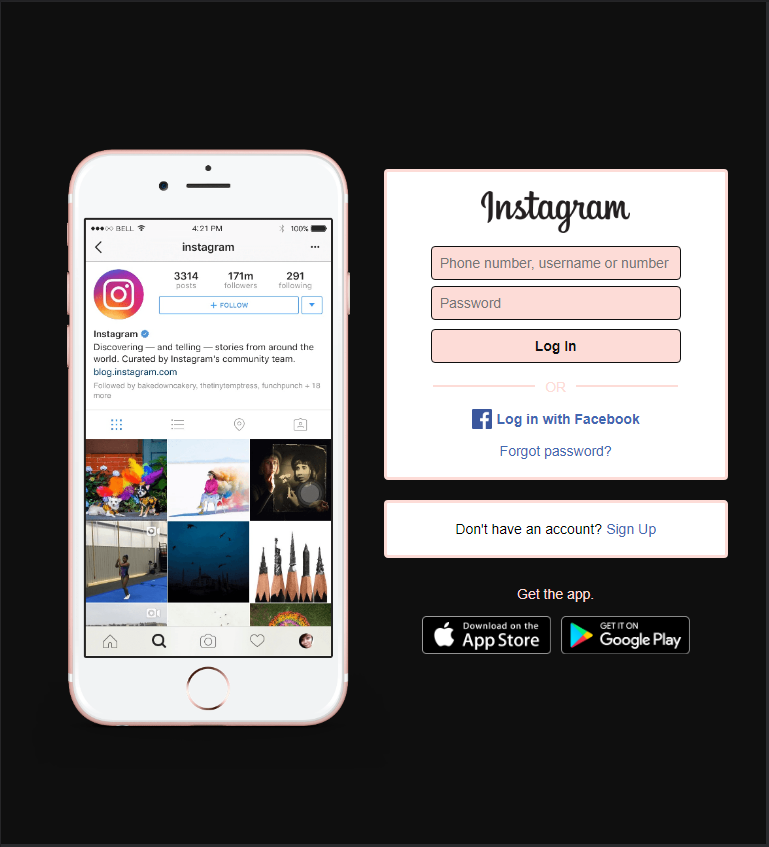 BELL 4:21 PM 100%
instagram
3314 171m 291
posts followers following
+ FOLLOW
Instagram
Discovering — and telling — stories from around the
world. Curated by Instagram's community team.
blog.instagram.com
Followed by bakedowncakery, thetinytemptress, funchpunch + 18
more
Instagram
Phone number, username or number
Password
Log In
OR
Log in with Facebook
Forgot password?
Don't have an account? Sign Up
Get the app.
Download on the
App Store
GET IT ON
Google Play